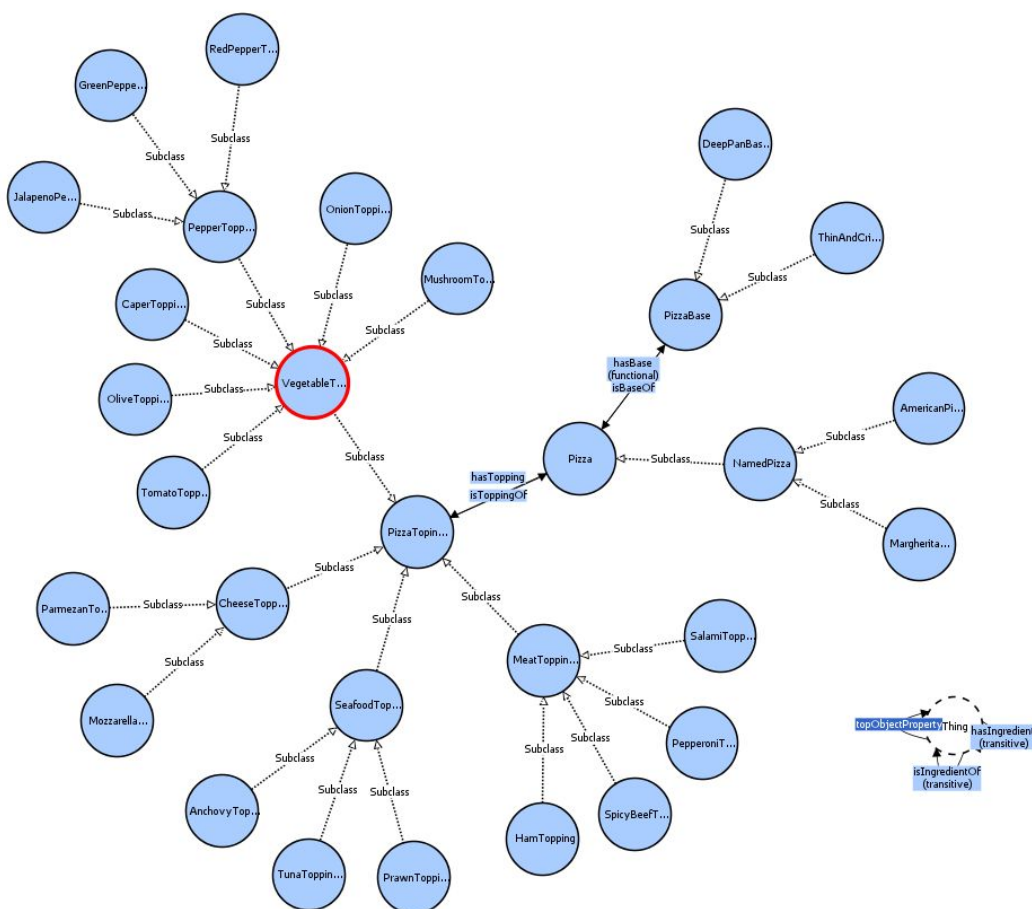 RedPepperT...
GreenPeppe...
Subclass
Subclass
JalapenoPe...
Subclass
PepperTopp...
OnionToppi...
DeepPanBas...
ThinAndCri...
Subclass
Subclass
MushroomTo...
CaperToppi...
Subclass
Subclass
Subclass
Subclass
PizzaBase
Subclass
OliveToppi...
Subclass
VegetableT...
hasBase
(functional)
isBaseOf
TomatoTopp...
Subclass
Subclass
AmericanPi...
Subclass
Pizza
Subclass
NamedPizza
hasTopping
isToppingOf
Subclass
Margherita...
PizzaTopin...
ParmezanTo...
Subclass
CheeseTopp...
Subclass
Subclass
Subclass
Mozzarella...
Subclass
SeafoodTop...
MeatToppin...
Subclass
SalamiTopp...
Subclass
PepperoniT...
Subclass
Subclass
Subclass
Subclass
Subclass
AnchovyTop...
TunaToppin...
PrawnToppi...
HamTopping
SpicyBeefT...
topObjectProperty
Thing
hasIngredient
(transitive)
isIngredientOf
(transitive)